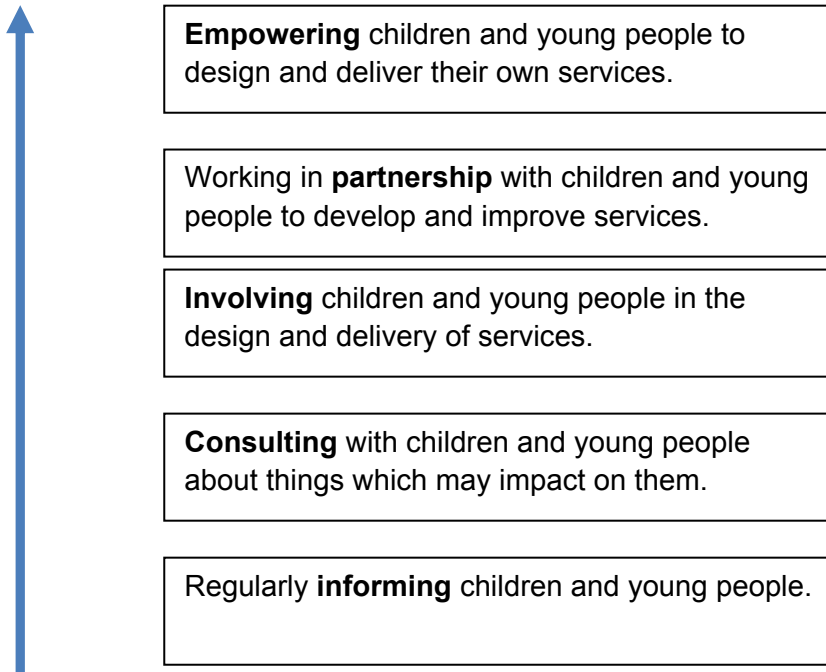 Empowering children and young people to
design and deliver their own services.
Working in partnership with children and young
people to develop and improve services.
Involving children and young people in the
design and delivery of services.
Consulting with children and young people
about things which may impact on them.
Regularly informing children and young people.